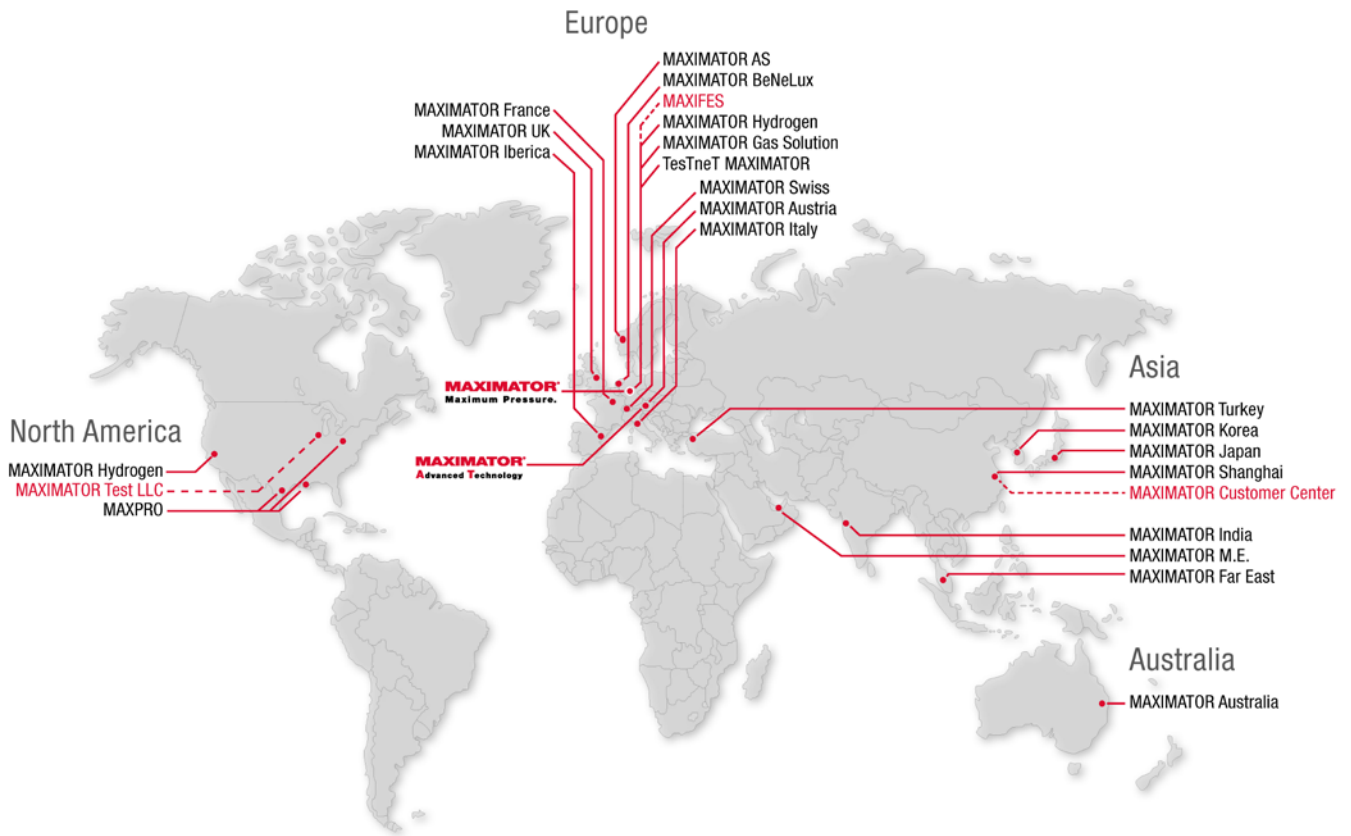 Europe
MAXIMATOR AS
MAXIMATOR BeNeLux
MAXIFES
MAXIMATOR Hydrogen
MAXIMATOR Gas Solution
TesTneT MAXIMATOR
MAXIMATOR Swiss
MAXIMATOR Austria
MAXIMATOR Italy
MAXIMATOR France
MAXIMATOR UK
MAXIMATOR Iberica
MAXIMATOR®
Maximum Pressure.
MAXIMATOR®
Advanced Technology
North America
MAXIMATOR Hydrogen
MAXIMATOR Test LLC
MAXPRO
Asia
MAXIMATOR Turkey
MAXIMATOR Korea
MAXIMATOR Japan
MAXIMATOR Shanghai
MAXIMATOR Customer Center
MAXIMATOR India
MAXIMATOR M.E.
MAXIMATOR Far East
Australia
MAXIMATOR Australia